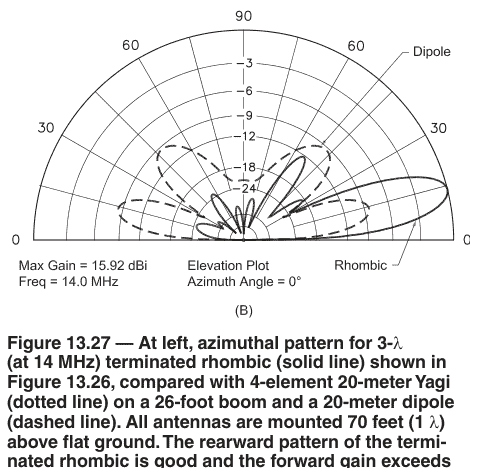 90
60
60
Dipole
−3
−6
−9
−12
−18
−24
30
30
0
0
Max Gain = 15.92 dBi
Elevation Plot
Rhombic
Freq = 14.0 MHz
Azimuth Angle = 0°
(B)
Figure 13.27 — At left, azimuthal pattern for 3-λ
(at 14 MHz) terminated rhombic (solid line) shown in
Figure 13.26, compared with 4-element 20-meter Yagi
(dotted line) on a 26-foot boom and a 20-meter dipole
(dashed line). All antennas are mounted 70 feet (1 λ)
above flat ground. The rearward pattern of the termi-
nated rhombic is good and the forward gain exceeds